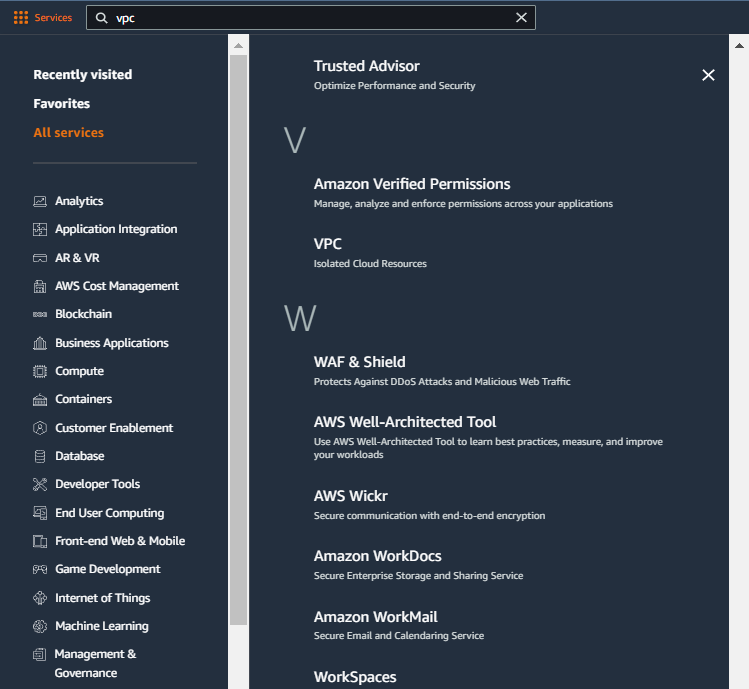 Services
vpc
Recently visited
Favorites
All services
Analytics
Application Integration
AR & VR
AWS Cost Management
Blockchain
Business Applications
Compute
Containers
Customer Enablement
Database
Developer Tools
End User Computing
Front-end Web & Mobile
Game Development
Internet of Things
Machine Learning
Management &
Governance
Trusted Advisor
Optimize Performance and Security
V
Amazon Verified Permissions
Manage, analyze and enforce permissions across your applications
VPC
Isolated Cloud Resources
W
WAF & Shield
Protects Against DDoS Attacks and Malicious Web Traffic
AWS Well-Architected Tool
Use AWS Well-Architected Tool to learn best practices, measure, and improve
your workloads
AWS Wickr
Secure communication with end-to-end encryption
Amazon WorkDocs
Secure Enterprise Storage and Sharing Service
Amazon WorkMail
Secure Email and Calendaring Service
WorkSpaces